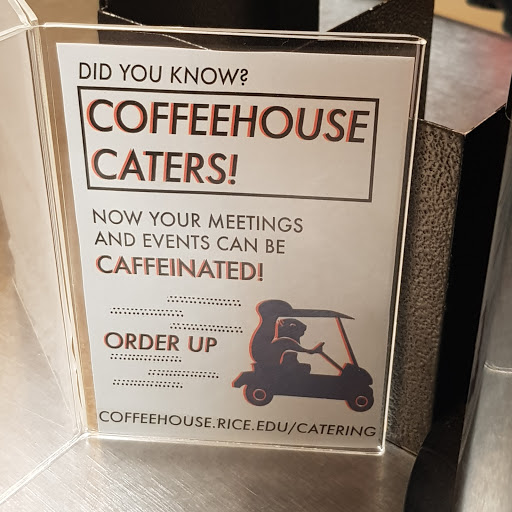 DID YOU KNOW?
COFFEEHOUSE
CATERS!
NOW YOUR MEETINGS
AND EVENTS CAN BE
CAFFEINATED!
ORDER UP
COFFEEHOUSE.RICE.EDU/CATERING